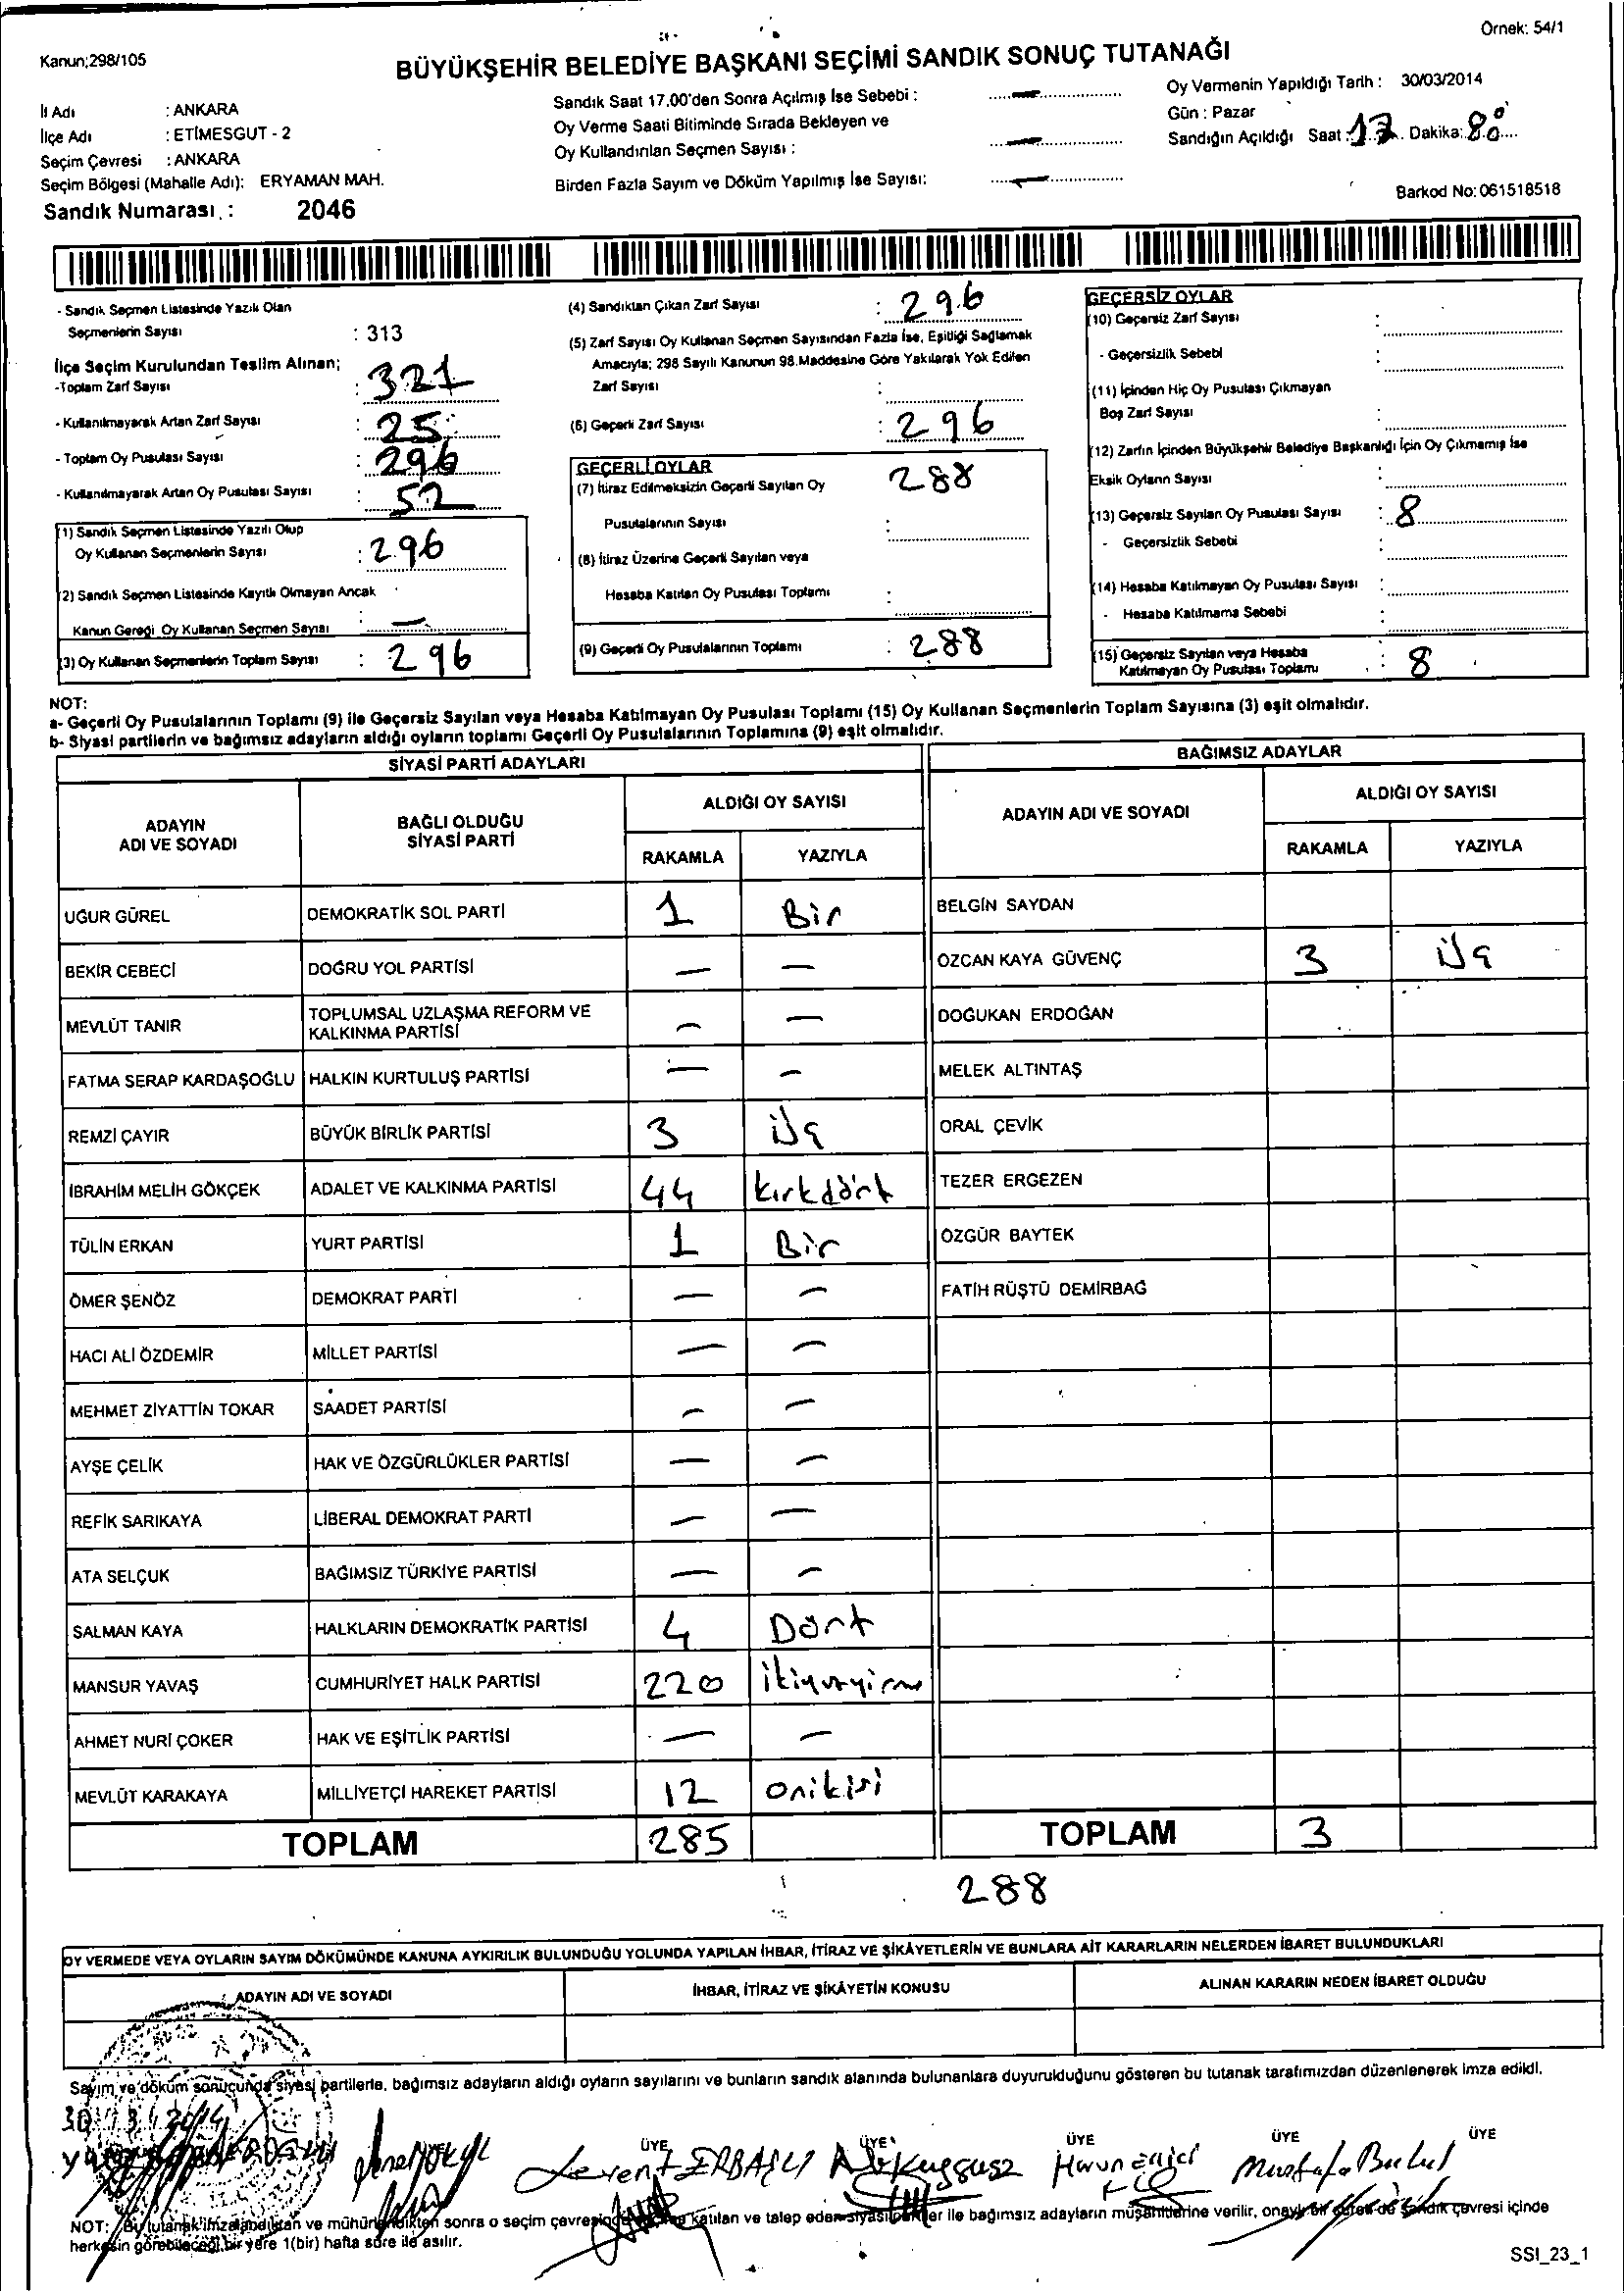 Örnek: 54/1
Kanun;298/105
BÜYÜKŞEHİR BELEDİYE BAŞKANI SEÇİMİ SANDIK SONUÇ TUTANAĞI
İl Adı : ANKARA
İlçe Adı : ETİMESGUT - 2
Seçim Çevresi : ANKARA
Seçim Bölgesi (Mahalle Adı): ERYAMAN MAH.
Sandık Numarası : 2046
Sandık Saat 17.00'den Sonra Açılmış İse Sebebi : —
Oy Verme Saati Bitiminde Sırada Bekleyen ve
Oy Kullandırılan Seçmen Sayısı : —
Birden Fazla Sayım ve Döküm Yapılmış İse Sayısı: —
Oy Vermenin Yapıldığı Tarih : 30/03/2014
Gün : Pazar
Sandığın Açıldığı Saat : 17 Dakika:
Barkod No: 061518518
- Sandık Seçmen Listesinde Yazılı Olan
Seçmenlerin Sayısı : 313
İlçe Seçim Kurulundan Teslim Alınan;
-Toplam Zarf Sayısı : 321
- Kullanılmayarak Artan Zarf Sayısı : 25
- Toplam Oy Pusulası Sayısı : 296
- Kullanılmayarak Artan Oy Pusulası Sayısı : 52
(1) Sandık Seçmen Listesinde Yazılı Olup
Oy Kullanan Seçmenlerin Sayısı : 296
(2) Sandık Seçmen Listesinde Kayıtlı Olmayan Ancak
Kanun Gereği Oy Kullanan Seçmen Sayısı : —
(3) Oy Kullanan Seçmenlerin Toplam Sayısı : 296
(4) Sandıktan Çıkan Zarf Sayısı : 296
(5) Zarf Sayısı Oy Kullanan Seçmen Sayısından Fazla İse, Eşitliği Sağlamak
Amacıyla; 298 Sayılı Kanunun 98.Maddesine Göre Yakılarak Yok Edilen
Zarf Sayısı :
(6) Geçerli Zarf Sayısı : 296
GEÇERLİ OYLAR
(7) İtiraz Edilmeksizin Geçerli Sayılan Oy 288
Pusulalarının Sayısı :
(8) İtiraz Üzerine Geçerli Sayılan veya
Hesaba Katılan Oy Pusulası Toplamı :
(9) Geçerli Oy Pusulalarının Toplamı : 288
GEÇERSİZ OYLAR
(10) Geçersiz Zarf Sayısı :
- Geçersizlik Sebebi :
(11) İçinden Hiç Oy Pusulası Çıkmayan
Boş Zarf Sayısı :
(12) Zarfın İçinden Büyükşehir Belediye Başkanlığı İçin Oy Çıkmamış İse
Eksik Oyların Sayısı :
(13) Geçersiz Sayılan Oy Pusulası Sayısı : 8
- Geçersizlik Sebebi :
(14) Hesaba Katılmayan Oy Pusulası Sayısı :
- Hesaba Katılmama Sebebi :
(15) Geçersiz Sayılan veya Hesaba
Katılmayan Oy Pusulası Toplamı : 8
NOT:
a- Geçerli Oy Pusulalarının Toplamı (9) ile Geçersiz Sayılan veya Hesaba Katılmayan Oy Pusulası Toplamı (15) Oy Kullanan Seçmenlerin Toplam Sayısına (3) eşit olmalıdır.
b- Siyasi partilerin ve bağımsız adayların aldığı oyların toplamı Geçerli Oy Pusulalarının Toplamına (9) eşit olmalıdır.
SİYASİ PARTİ ADAYLARI
ADAYIN ADI VE SOYADI
BAĞLI OLDUĞU SİYASİ PARTİ
ALDIĞI OY SAYISI
RAKAMLA YAZIYLA
UĞUR GÜREL DEMOKRATİK SOL PARTİ 1 Bir
BEKİR CEBECİ DOĞRU YOL PARTİSİ — —
MEVLÜT TANIR TOPLUMSAL UZLAŞMA REFORM VE KALKINMA PARTİSİ — —
FATMA SERAP KARDAŞOĞLU HALKIN KURTULUŞ PARTİSİ — —
REMZİ ÇAYIR BÜYÜK BİRLİK PARTİSİ 3 üç
İBRAHİM MELİH GÖKÇEK ADALET VE KALKINMA PARTİSİ 44 kırkdört
TÜLİN ERKAN YURT PARTİSİ 1 Bir
ÖMER ŞENÖZ DEMOKRAT PARTİ — —
HACI ALİ ÖZDEMİR MİLLET PARTİSİ — —
MEHMET ZİYATTİN TOKAR SAADET PARTİSİ — —
AYŞE ÇELİK HAK VE ÖZGÜRLÜKLER PARTİSİ — —
REFİK SARIKAYA LİBERAL DEMOKRAT PARTİ — —
ATA SELÇUK BAĞIMSIZ TÜRKİYE PARTİSİ — —
SALMAN KAYA HALKLARIN DEMOKRATİK PARTİSİ 4 Dört
MANSUR YAVAŞ CUMHURİYET HALK PARTİSİ 220
AHMET NURİ ÇOKER HAK VE EŞİTLİK PARTİSİ — —
MEVLÜT KARAKAYA MİLLİYETÇİ HAREKET PARTİSİ 12 onikisi
TOPLAM 285
BAĞIMSIZ ADAYLAR
ADAYIN ADI VE SOYADI
ALDIĞI OY SAYISI
RAKAMLA YAZIYLA
BELGİN SAYDAN
ÖZCAN KAYA GÜVENÇ 3 üç
DOĞUKAN ERDOĞAN
MELEK ALTINTAŞ
ORAL ÇEVİK
TEZER ERGEZEN
ÖZGÜR BAYTEK
FATİH RÜŞTÜ DEMİRBAĞ
TOPLAM 3
288
OY VERMEDE VEYA OYLARIN SAYIM DÖKÜMÜNDE KANUNA AYKIRILIK BULUNDUĞU YOLUNDA YAPILAN İHBAR, İTİRAZ VE ŞİKÂYETLERİN VE BUNLARA AİT KARARLARIN NELERDEN İBARET BULUNDUKLARI
ADAYIN ADI VE SOYADI
İHBAR, İTİRAZ VE ŞİKÂYETİN KONUSU
ALINAN KARARIN NEDEN İBARET OLDUĞU
Sayım ve döküm sonucunda siyasi partilerle, bağımsız adayların aldığı oyların sayılarını ve bunların sandık alanında bulunanlara duyurulduğunu gösteren bu tutanak tarafımızdan düzenlenerek imza edildi.
30 3 2014
ÜYE ÜYE ÜYE ÜYE ÜYE
Levent ERBAŞLI
Mustafa Bulut
NOT: Bu tutanak imzalandıktan ve mühürlendikten sonra o seçim çevresinde katılan ve talep eden siyasi partiler ile bağımsız adayların müşahitlerine verilir, onaylı bir sureti de sandık çevresi içinde
herkesin görebileceği bir yere 1(bir) hafta süre ile asılır.
SSI_23_1